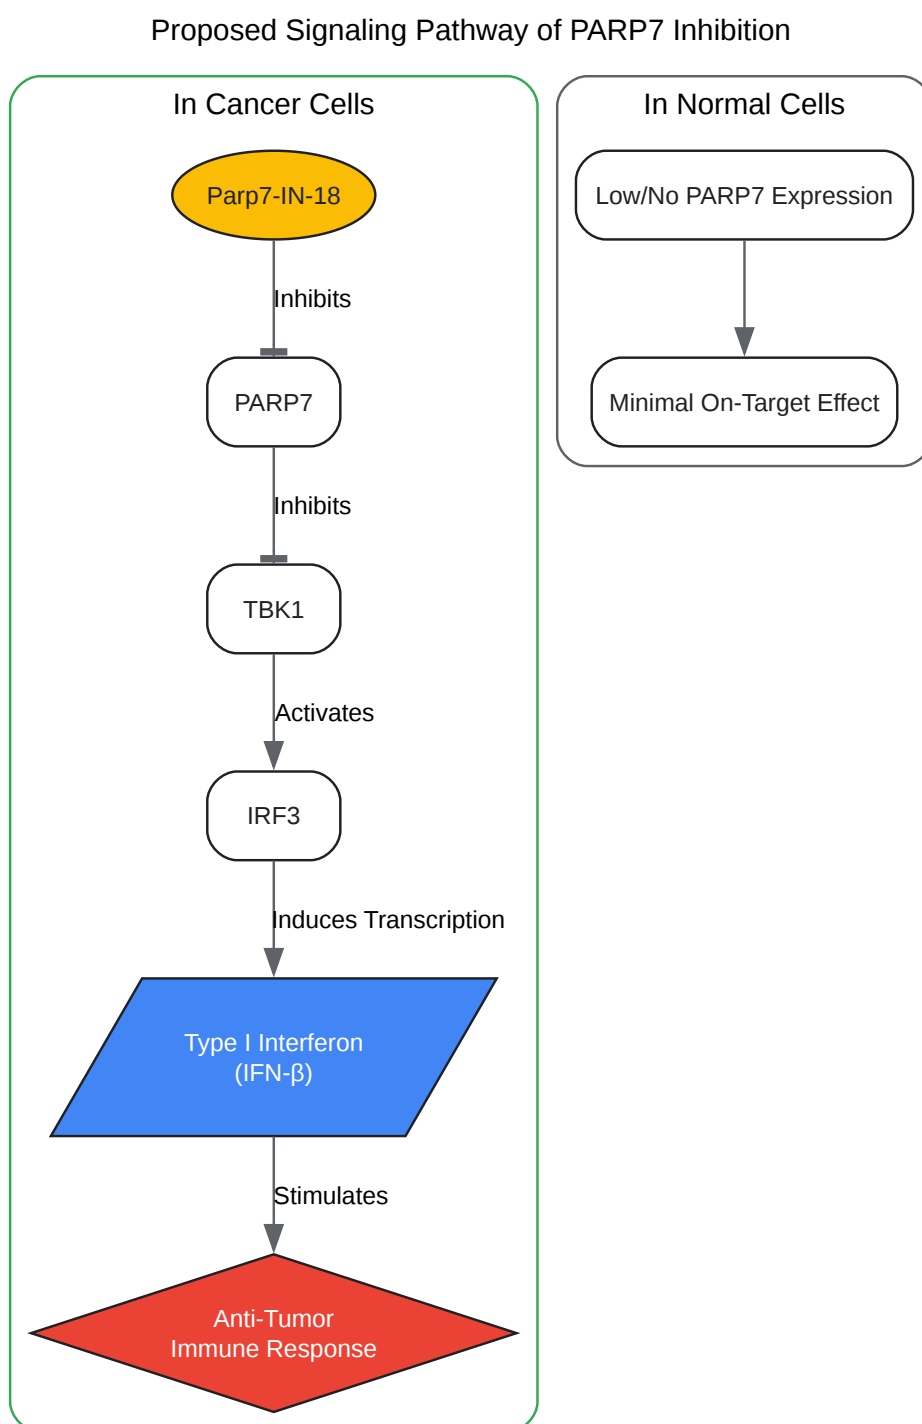 Proposed Signaling Pathway of PARP7 Inhibition
In Cancer Cells
Parp7-IN-18
Inhibits
PARP7
Inhibits
TBK1
Activates
IRF3
Induces Transcription
Type I Interferon
(IFN-β)
Stimulates
Anti-Tumor
Immune Response
In Normal Cells
Low/No PARP7 Expression
Minimal On-Target Effect